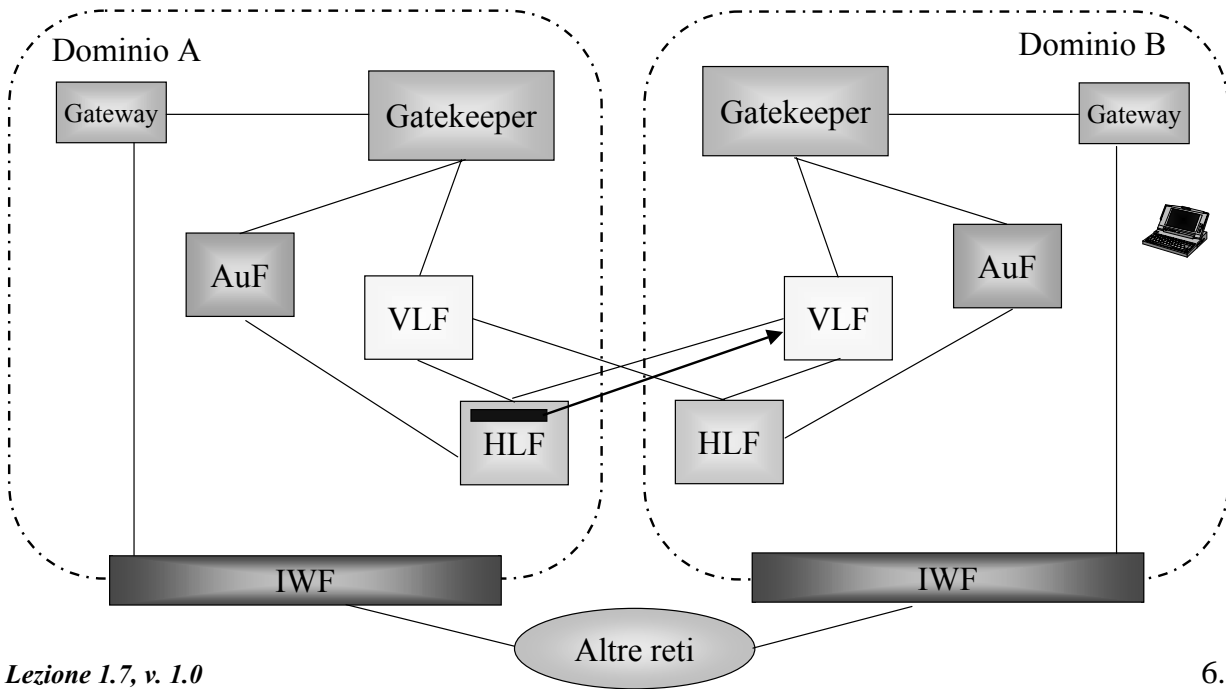 Dominio A
Dominio B
Gateway
Gatekeeper
Gatekeeper
Gateway
AuF
VLF
VLF
AuF
HLF
HLF
IWF
IWF
Altre reti
Lezione 1.7, v. 1.0
6.